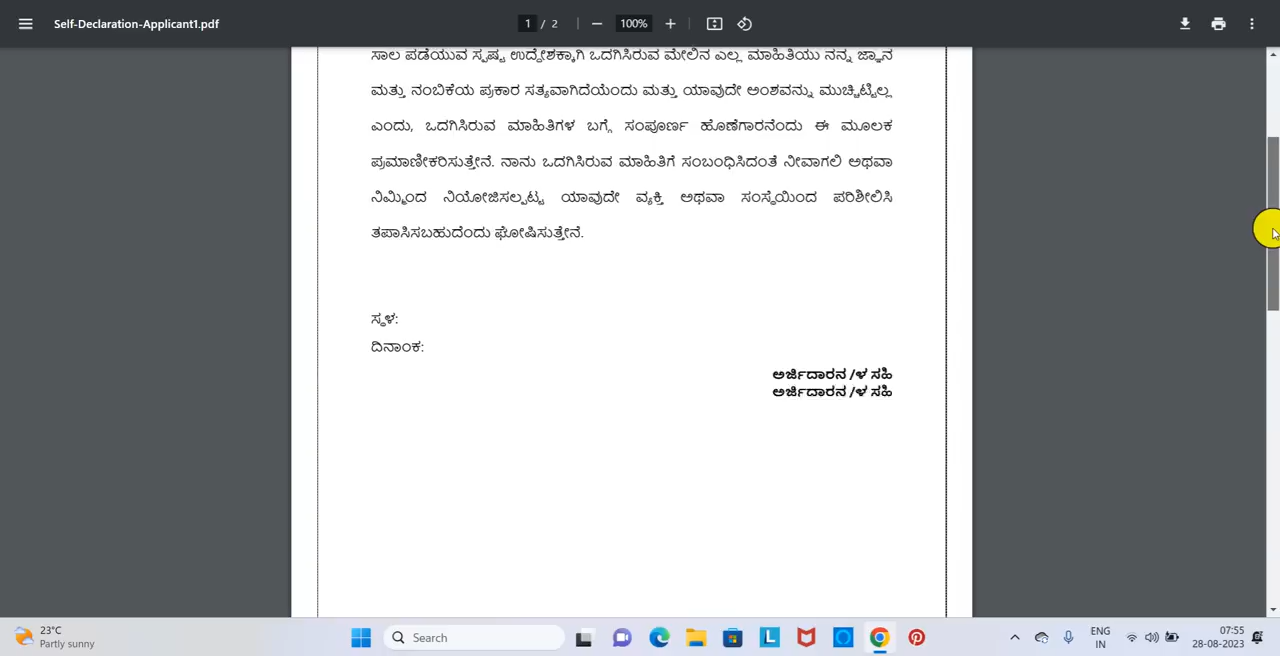 Self-Declaration-Applicant1.pdf
1 / 2
100%
ಸಾಲ ಪಡೆಯುವ ಸ್ಪಷ್ಟ ಉದ್ದೇಶಕ್ಕಾಗಿ ಒದಗಿಸಿರುವ ಮೇಲಿನ ಎಲ್ಲ ಮಾಹಿತಿಯು ನನ್ನ ಜ್ಞಾನ
ಮತ್ತು ನಂಬಿಕೆಯ ಪ್ರಕಾರ ಸತ್ಯವಾಗಿದೆಯೆಂದು ಮತ್ತು ಯಾವುದೇ ಅಂಶವನ್ನು ಮುಚ್ಚಿಟ್ಟಿಲ್ಲ
ಎಂದು, ಒದಗಿಸಿರುವ ಮಾಹಿತಿಗಳ ಬಗ್ಗೆ ಸಂಪೂರ್ಣ ಹೊಣೆಗಾರನೆಂದು ಈ ಮೂಲಕ
ಪ್ರಮಾಣೀಕರಿಸುತ್ತೇನೆ. ನಾನು ಒದಗಿಸಿರುವ ಮಾಹಿತಿಗೆ ಸಂಬಂಧಿಸಿದಂತೆ ನೀವಾಗಲಿ ಅಥವಾ
ನಿಮ್ಮಿಂದ ನಿಯೋಜಿಸಲ್ಪಟ್ಟ ಯಾವುದೇ ವ್ಯಕ್ತಿ ಅಥವಾ ಸಂಸ್ಥೆಯಿಂದ ಪರಿಶೀಲಿಸಿ
ತಪಾಸಿಸಬಹುದೆಂದು ಘೋಷಿಸುತ್ತೇನೆ.
ಸ್ಥಳ:
ದಿನಾಂಕ:
ಅರ್ಜಿದಾರನ /ಳ ಸಹಿ
ಅರ್ಜಿದಾರನ /ಳ ಸಹಿ
23°C
Partly sunny
Search
ENG
IN
07:55
28-08-2023